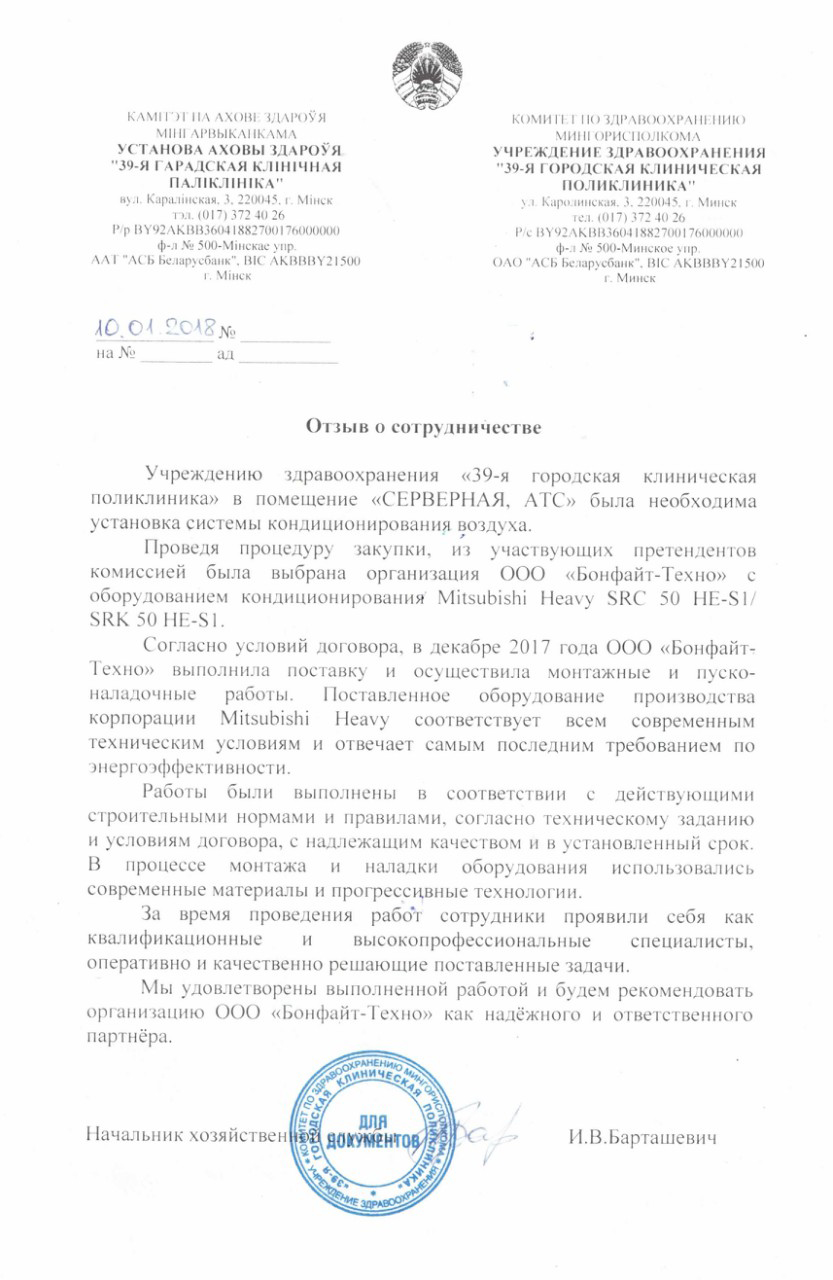 КАМІТЭТ ПА АХОВЕ ЗДАРОЎЯ
МІНГАРВЫКАНКАМА
УСТАНОВА АХОВЫ ЗДАРОЎЯ
"39-Я ГАРАДСКАЯ КЛІНІЧНАЯ
ПАЛІКЛІНІКА"
вул. Каралінская, 3, 220045, г. Мінск
тэл. (017) 372 40 26
Р/р BY92AKBB36041882700176000000
ф-л № 500-Мінскае упр.
ААТ "АСБ Беларусбанк", BIC AKBBBY21500
г. Мінск
КОМИТЕТ ПО ЗДРАВООХРАНЕНИЮ
МИНГОРИСПОЛКОМА
УЧРЕЖДЕНИЕ ЗДРАВООХРАНЕНИЯ
"39-Я ГОРОДСКАЯ КЛИНИЧЕСКАЯ
ПОЛИКЛИНИКА"
ул. Каролинская, 3, 220045, г. Минск
тел. (017) 372 40 26
Р/с BY92AKBB36041882700176000000
ф-л № 500-Минское упр.
ОАО "АСБ Беларусбанк", BIC AKBBBY21500
г. Минск
10.01.2018 № ___________
на № _________ ад ____________
Отзыв о сотрудничестве
Учреждению здравоохранения «39-я городская клиническая
поликлиника» в помещение «СЕРВЕРНАЯ, АТС» была необходима
установка системы кондиционирования воздуха.
Проведя процедуру закупки, из участвующих претендентов
комиссией была выбрана организация ООО «Бонфайт-Техно» с
оборудованием кондиционирования Mitsubishi Heavy SRC 50 HE-S1/
SRK 50 HE-S1.
Согласно условий договора, в декабре 2017 года ООО «Бонфайт-
Техно» выполнила поставку и осуществила монтажные и пуско-
наладочные работы. Поставленное оборудование производства
корпорации Mitsubishi Heavy соответствует всем современным
техническим условиям и отвечает самым последним требованием по
энергоэффективности.
Работы были выполнены в соответствии с действующими
строительными нормами и правилами, согласно техническому заданию
и условиям договора, с надлежащим качеством и в установленный срок.
В процессе монтажа и наладки оборудования использовались
современные материалы и прогрессивные технологии.
За время проведения работ сотрудники проявили себя как
квалификационные и высокопрофессиональные специалисты,
оперативно и качественно решающие поставленные задачи.
Мы удовлетворены выполненной работой и будем рекомендовать
организацию ООО «Бонфайт-Техно» как надёжного и ответственного
партнёра.
Начальник хозяйственной службы И.В.Барташевич
КОМИТЕТ ПО ЗДРАВООХРАНЕНИЮ МИНГОРИСПОЛКОМА
УЧРЕЖДЕНИЕ ЗДРАВООХРАНЕНИЯ
"39-Я ГОРОДСКАЯ КЛИНИЧЕСКАЯ ПОЛИКЛИНИКА"
ДЛЯ
ДОКУМЕНТОВ